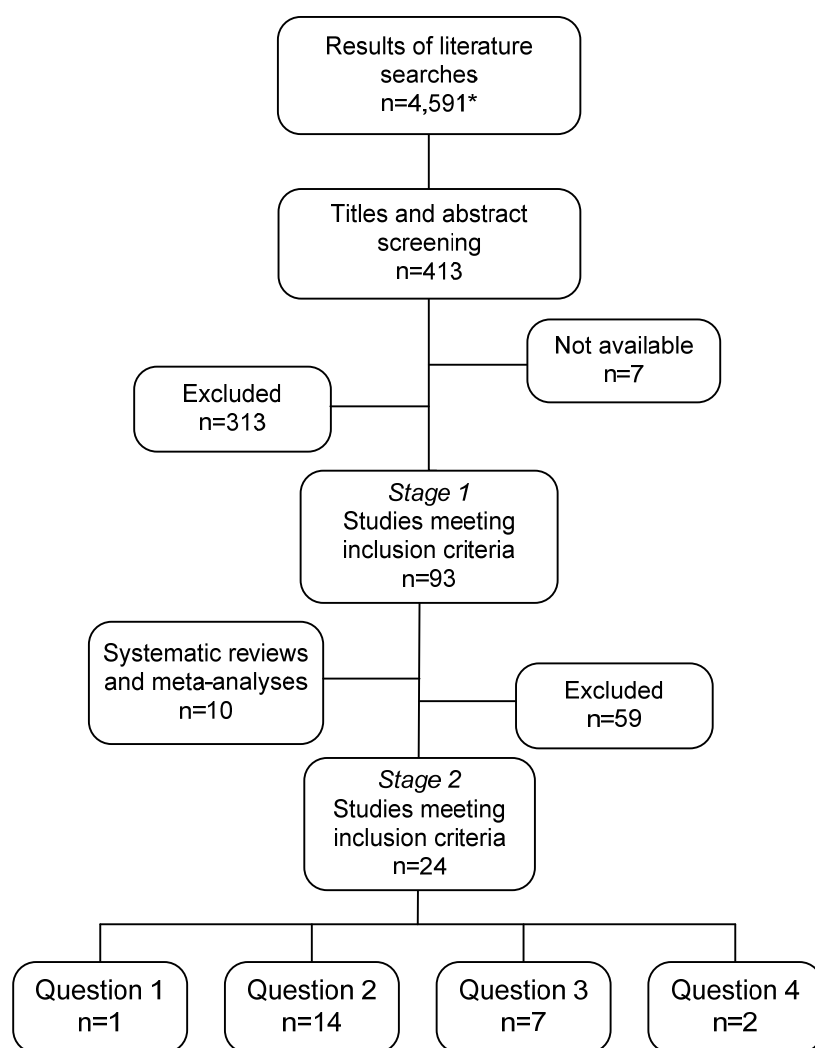 Results of literature
searches
n=4,591*
Titles and abstract
screening
n=413
Not available
n=7
Excluded
n=313
Stage 1
Studies meeting
inclusion criteria
n=93
Systematic reviews
and meta-analyses
n=10
Excluded
n=59
Stage 2
Studies meeting
inclusion criteria
n=24
Question 1
n=1
Question 2
n=14
Question 3
n=7
Question 4
n=2